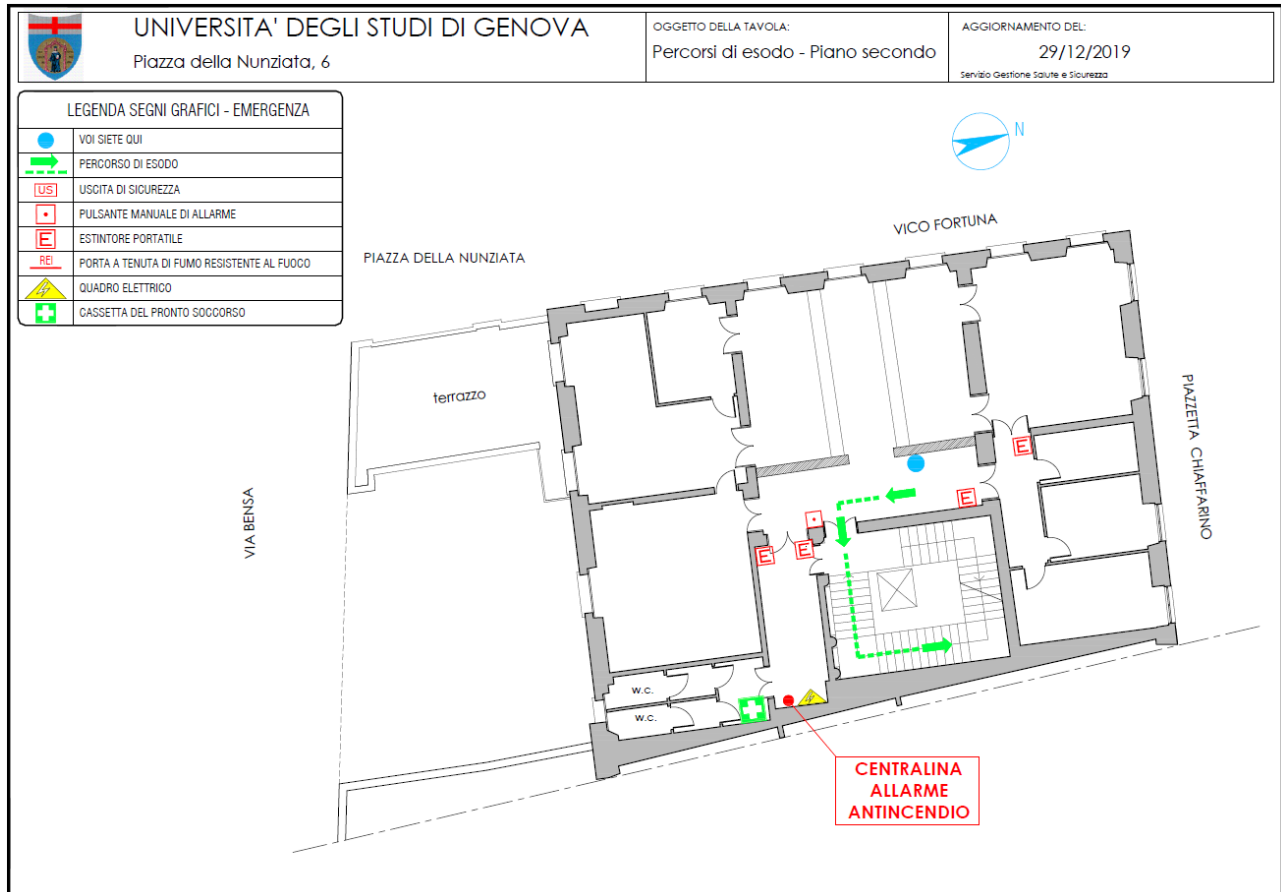 UNIVERSITA' DEGLI STUDI DI GENOVA
Piazza della Nunziata, 6
OGGETTO DELLA TAVOLA:
Percorsi di esodo - Piano secondo
AGGIORNAMENTO DEL:
29/12/2019
Servizio Gestione Salute e Sicurezza
LEGENDA SEGNI GRAFICI - EMERGENZA
VOI SIETE QUI
PERCORSO DI ESODO
US USCITA DI SICUREZZA
PULSANTE MANUALE DI ALLARME
E ESTINTORE PORTATILE
REI PORTA A TENUTA DI FUMO RESISTENTE AL FUOCO
QUADRO ELETTRICO
CASSETTA DEL PRONTO SOCCORSO
N
VICO FORTUNA
PIAZZA DELLA NUNZIATA
terrazzo
PIAZZETTA CHIAFFARINO
VIA BENSA
E
E
E
E
w.c.
w.c.
CENTRALINA
ALLARME
ANTINCENDIO